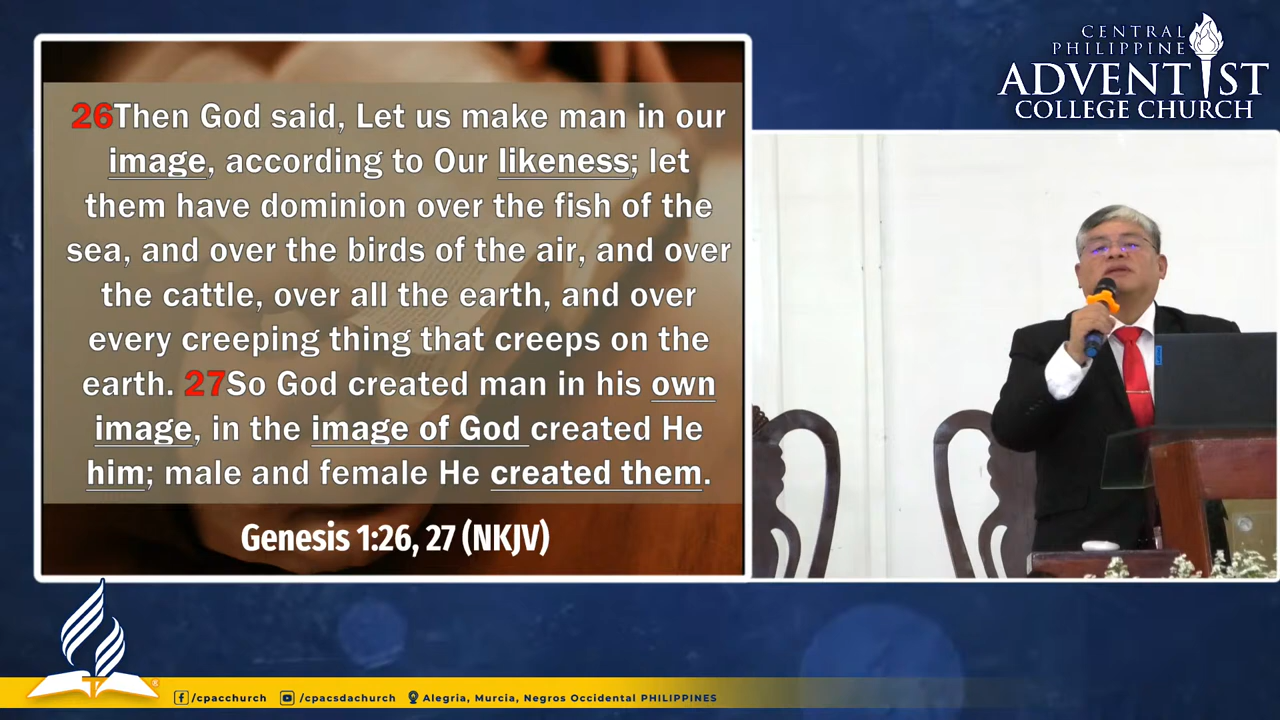 26Then God said, Let us make man in our
image, according to Our likeness; let
them have dominion over the fish of the
sea, and over the birds of the air, and over
the cattle, over all the earth, and over
every creeping thing that creeps on the
earth. 27So God created man in his own
image, in the image of God created He
him; male and female He created them.
Genesis 1:26, 27 (NKJV)
CENTRAL
PHILIPPINE
ADVENTIST
COLLEGE CHURCH
/cpacchurch
/cpacsdachurch
Alegria, Murcia, Negros Occidental PHILIPPINES